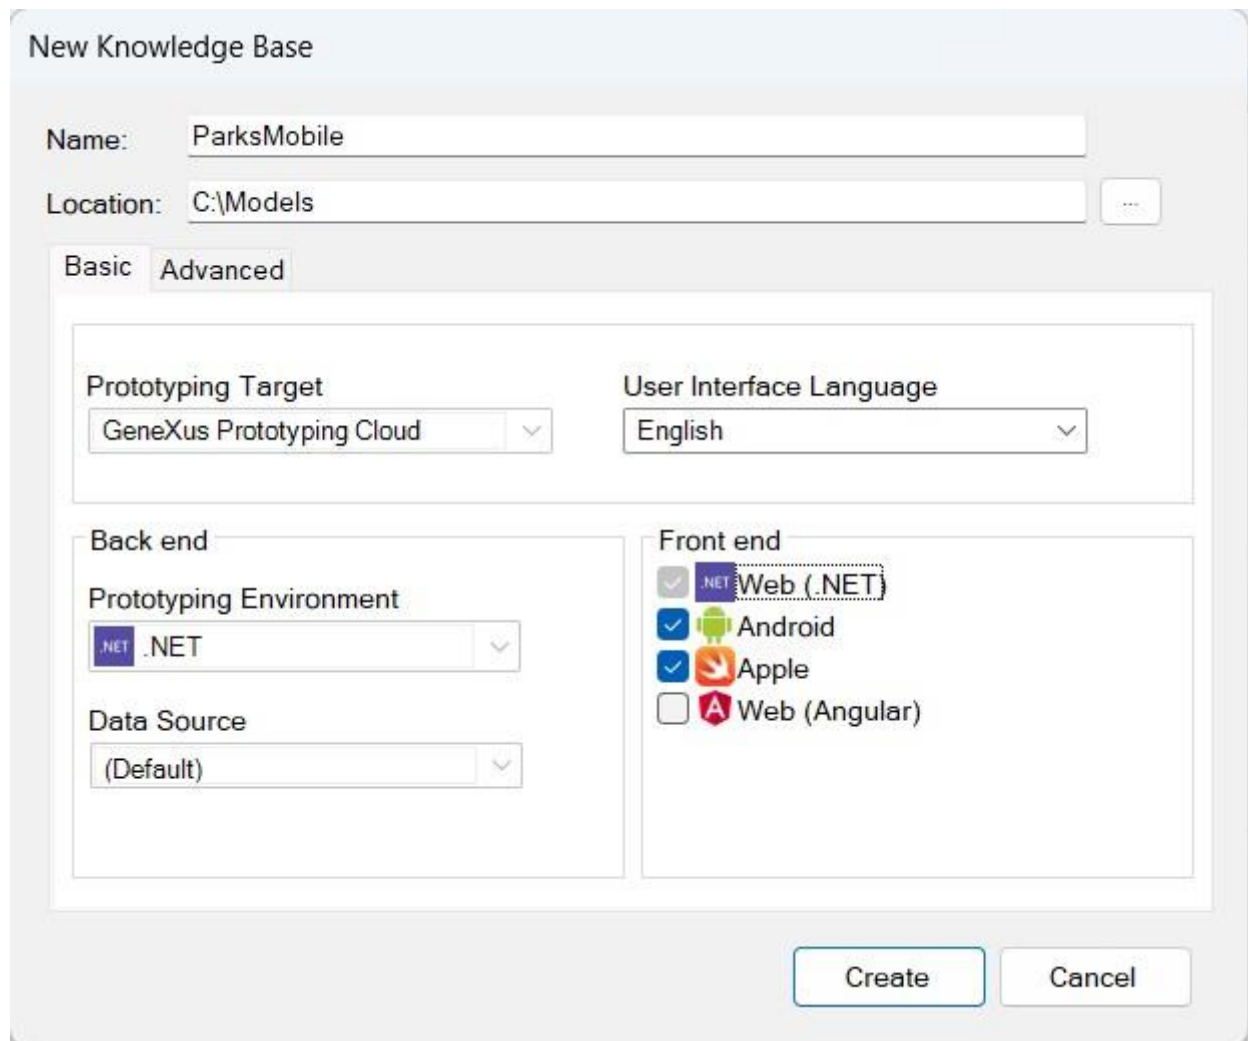 New Knowledge Base
Name: ParksMobile
Location: C:\Models ...
Basic Advanced
Prototyping Target User Interface Language
GeneXus Prototyping Cloud English
Back end Front end
.NET Web (.NET)
Prototyping Environment
Android
.NET .NET
Apple
Data Source
Web (Angular)
(Default)
Create Cancel